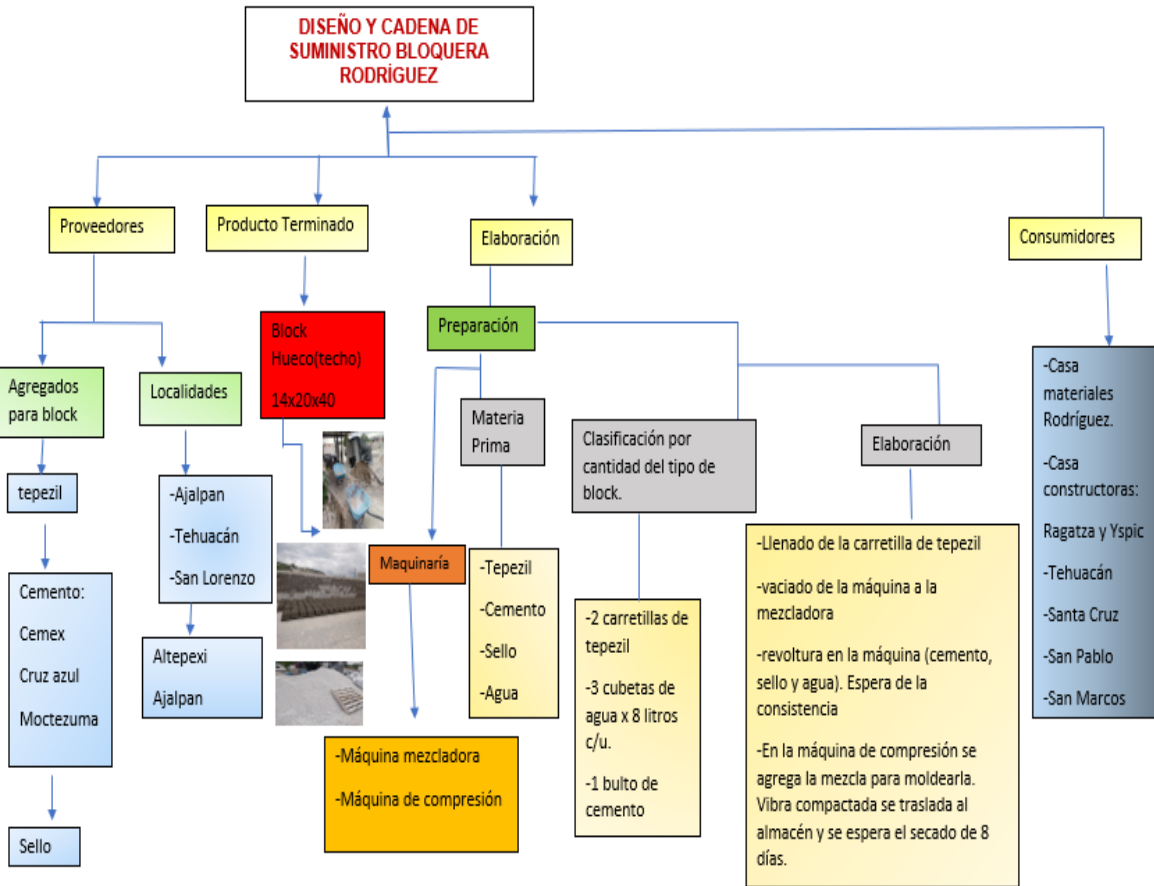 DISEÑO Y CADENA DE
SUMINISTRO BLOQUERA
RODRÍGUEZ
Proveedores
Producto Terminado
Elaboración
Consumidores
Agregados
para block
tepezil
Cemento:
Cemex
Cruz azul
Moctezuma
Sello
Localidades
-Ajalpan
-Tehuacán
-San Lorenzo
Altepexi
Ajalpan
Block
Hueco(techo)
14x20x40
Preparación
Maquinaría
-Máquina mezcladora
-Máquina de compresión
Materia
Prima
-Tepezil
-Cemento
-Sello
-Agua
Clasificación por
cantidad del tipo de
block.
-2 carretillas de
tepezil
-3 cubetas de
agua x 8 litros
c/u.
-1 bulto de
cemento
Elaboración
-Llenado de la carretilla de tepezil
-vaciado de la máquina a la
mezcladora
-revoltura en la máquina (cemento,
sello y agua). Espera de la
consistencia
-En la máquina de compresión se
agrega la mezcla para moldearla.
Vibra compactada se traslada al
almacén y se espera el secado de 8
días.
-Casa
materiales
Rodríguez.
-Casa
constructoras:
Ragatza y Yspic
-Tehuacán
-Santa Cruz
-San Pablo
-San Marcos